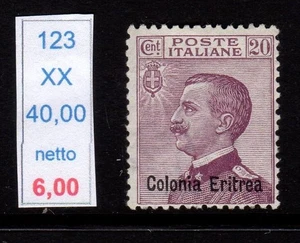 123
XX
40,00
netto
6,00
Cent. POSTE 20
ITALIANE
Colonia Eritrea